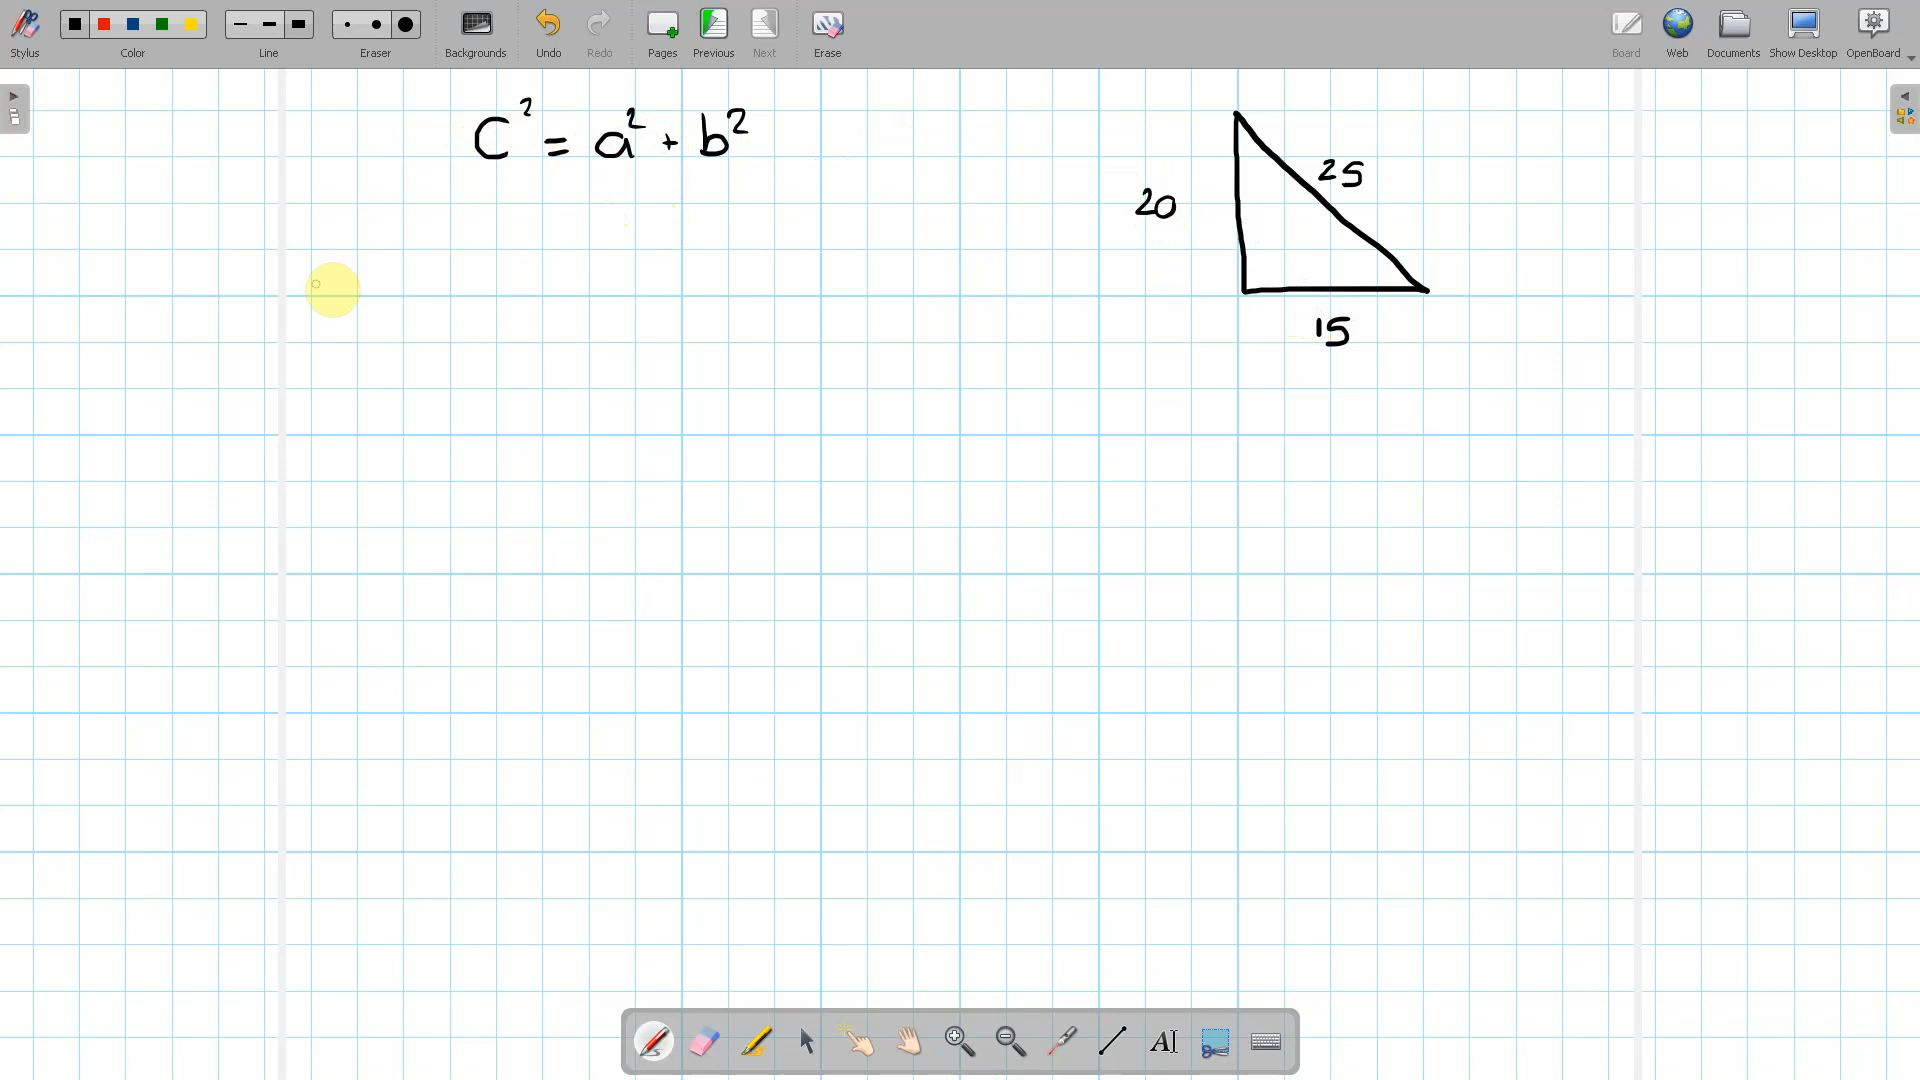 Stylus Color Line Eraser Backgrounds Undo Redo Pages Previous Next Erase Board Web Documents Show Desktop OpenBoard
C² = a² + b²
25
20
15
AI